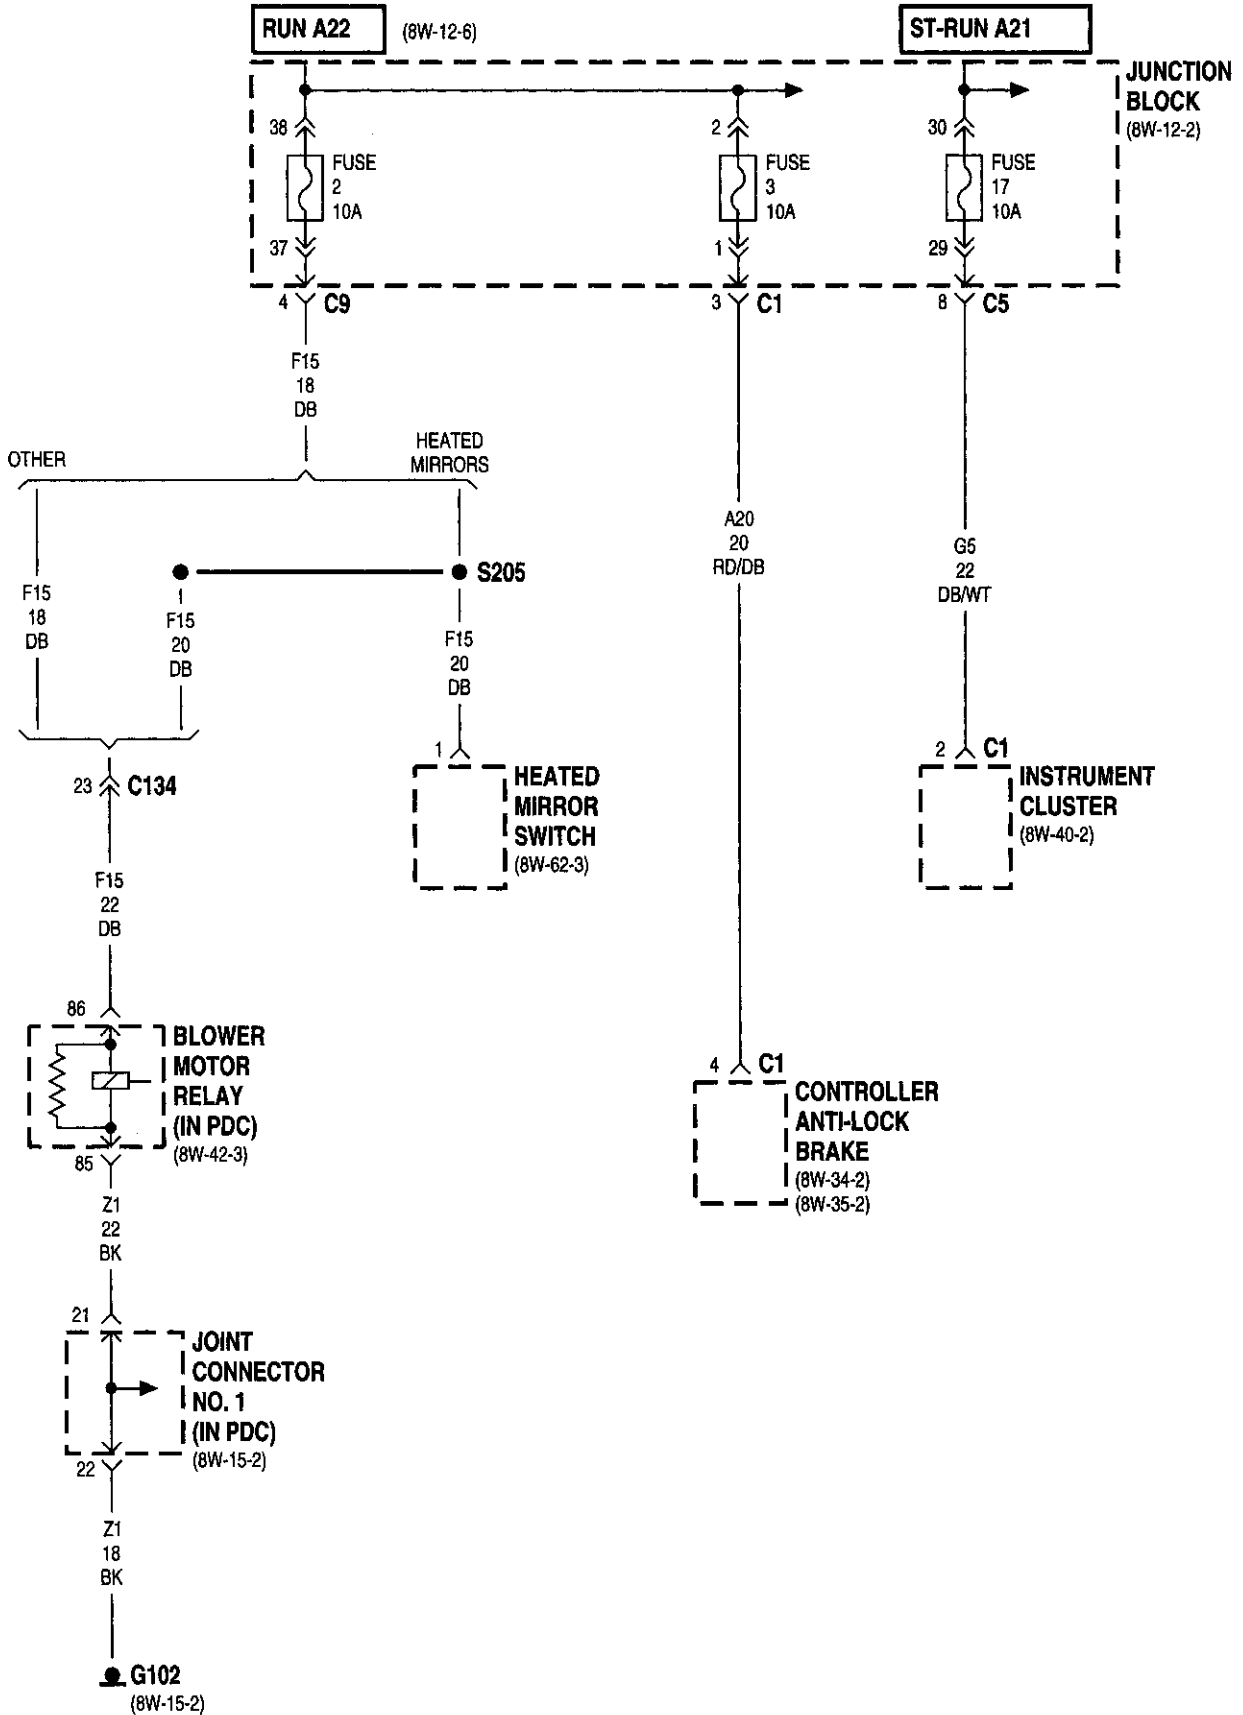 RUN A22
(8W-12-6)
ST-RUN A21
JUNCTION
BLOCK
(8W-12-2)
38
FUSE
2
10A
37
2
FUSE
3
10A
1
30
FUSE
17
10A
29
4
C9
3
C1
8
C5
F15
18
DB
OTHER
HEATED
MIRRORS
A20
20
RD/DB
G5
22
DB/WT
S205
F15
18
DB
F15
20
DB
F15
20
DB
1
HEATED
MIRROR
SWITCH
(8W-62-3)
2
C1
INSTRUMENT
CLUSTER
(8W-40-2)
23
C134
F15
22
DB
86
BLOWER
MOTOR
RELAY
(IN PDC)
(8W-42-3)
85
4
C1
CONTROLLER
ANTI-LOCK
BRAKE
(8W-34-2)
(8W-35-2)
Z1
22
BK
21
JOINT
CONNECTOR
NO. 1
(IN PDC)
(8W-15-2)
22
Z1
18
BK
G102
(8W-15-2)